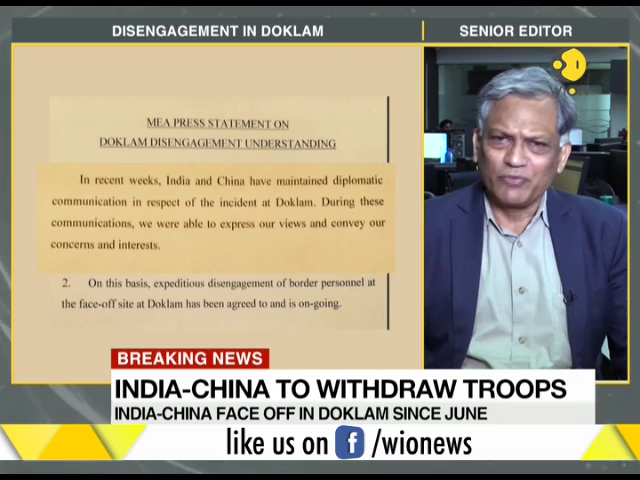 DISENGAGEMENT IN DOKLAM
SENIOR EDITOR
MEA PRESS STATEMENT ON
DOKLAM DISENGAGEMENT UNDERSTANDING
In recent weeks, India and China have maintained diplomatic
communication in respect of the incident at Doklam. During these
communications, we were able to express our views and convey our
concerns and interests.
2. On this basis, expeditious disengagement of border personnel at
the face-off site at Doklam has been agreed to and is on-going.
BREAKING NEWS
INDIA-CHINA TO WITHDRAW TROOPS
INDIA-CHINA FACE OFF IN DOKLAM SINCE JUNE
like us on f /wionews